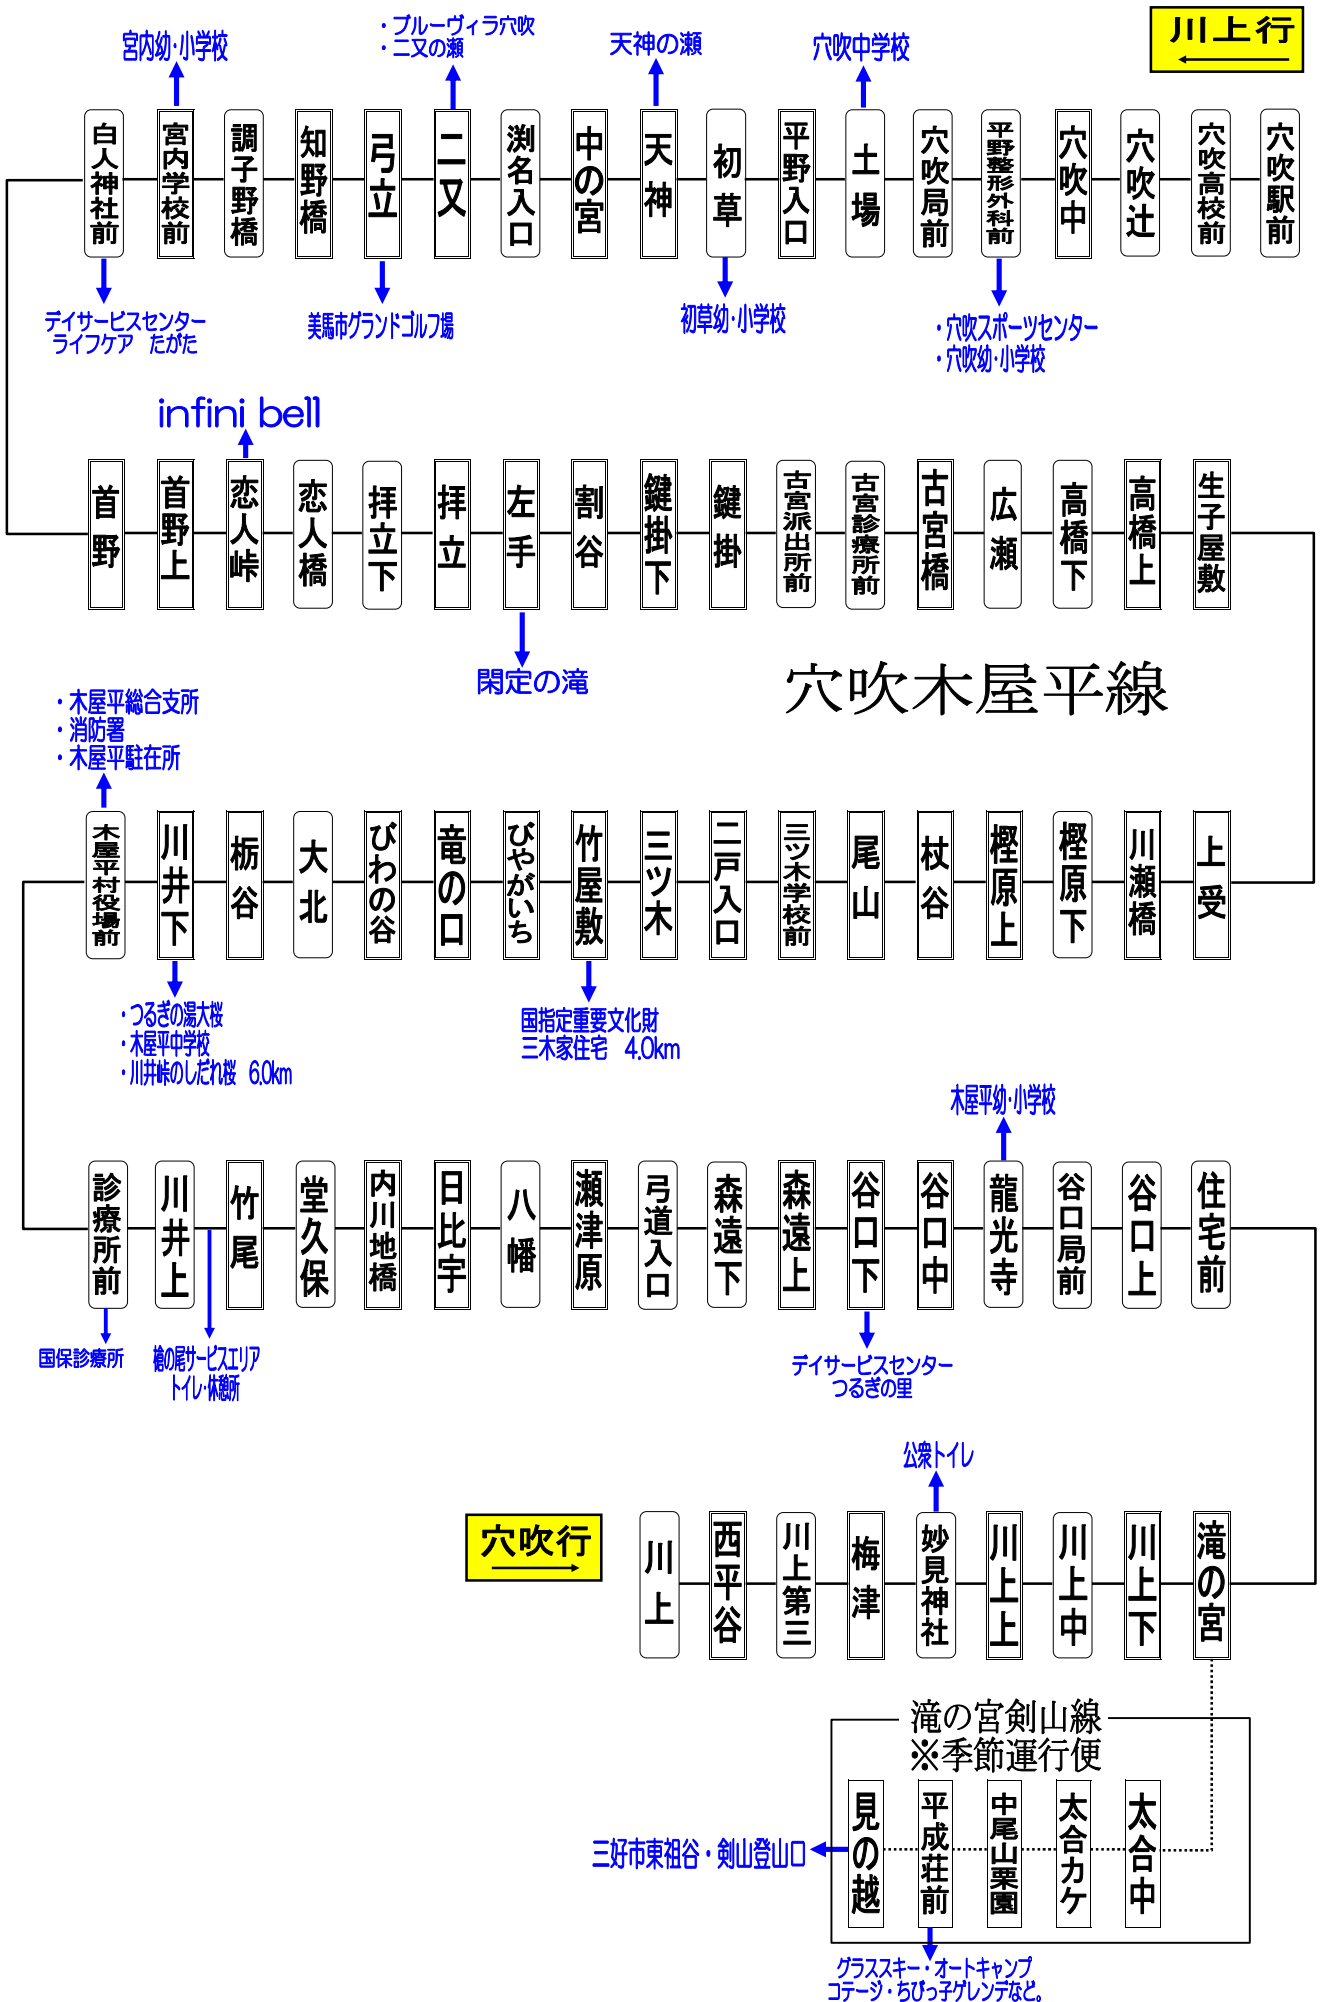 川上行
宮内幼・小学校
・ブルーヴィラ穴吹
・二又の瀬
天神の瀬
穴吹中学校
穴吹駅前
穴吹高校前
穴吹辻
穴吹中
平野整形外科前
穴吹局前
土場
平野入口
初草
天神
中の宮
渕名入口
二又
弓立
知野橋
調子野橋
宮内学校前
白人神社前
デイサービスセンター
ライフケア　たがた
美馬市グランドゴルフ場
初草幼・小学校
・穴吹スポーツセンター
・穴吹幼・小学校
infini bell
首野
首野上
恋人峠
恋人橋
拝立下
拝立
左手
割谷
鍵掛下
鍵掛
古宮派出所前
古宮診療所前
古宮橋
広瀬
高橋下
高橋上
生子屋敷
閑定の滝
穴吹木屋平線
・木屋平総合支所
・消防署
・木屋平駐在所
上受
川瀬橋
樫原下
樫原上
杖谷
尾山
三ツ木学校前
二戸入口
三ツ木
竹屋敷
びやがいち
竜の口
びわの谷
大北
栃谷
川井下
木屋平村役場前
・つるぎの湯大桜
・木屋平中学校
・川井峠のしだれ桜　6.0km
国指定重要文化財
三木家住宅　4.0km
木屋平幼・小学校
診療所前
川井上
竹尾
堂久保
内川地橋
日比宇
八幡
瀬津原
弓道入口
森遠下
森遠上
谷口下
谷口中
龍光寺
谷口局前
谷口上
住宅前
国保診療所
槍の尾サービスエリア
トイレ・休憩所
デイサービスセンター
つるぎの里
公衆トイレ
穴吹行
滝の宮
川上下
川上中
川上上
妙見神社
梅津
川上第三
西平谷
川上
滝の宮剣山線
※季節運行便
太合中
太合カケ
中尾山栗園
平成荘前
見の越
三好市東祖谷・剣山登山口
グラススキー・オートキャンプ
コテージ・ちびっ子ゲレンデなど。